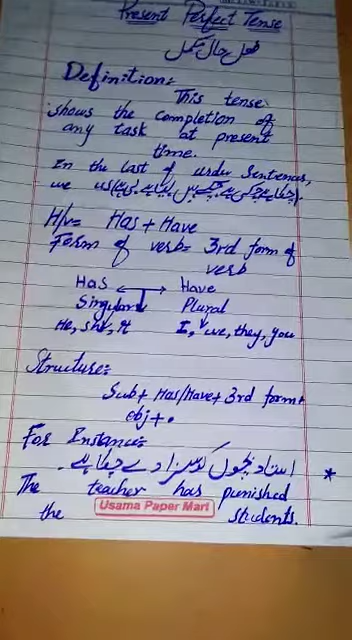 Present Perfect Tense
فعل حال مکمل
Definition:
This tense
shows the completion of
any task at present
time.
In the last of urdu Sentences,
we
H/v= Has + Have
Form of verb= 3rd form of
verb
Has ↔ Have
Singular Plural
He, she, it I, we, they, you
Structure:
Sub+ Has/Have+ 3rd form+
obj+.
For Instance:
استاد بچوں کو سزا دے چکا ہے۔ *
The teacher has punished
the students.
Usama Paper Mart